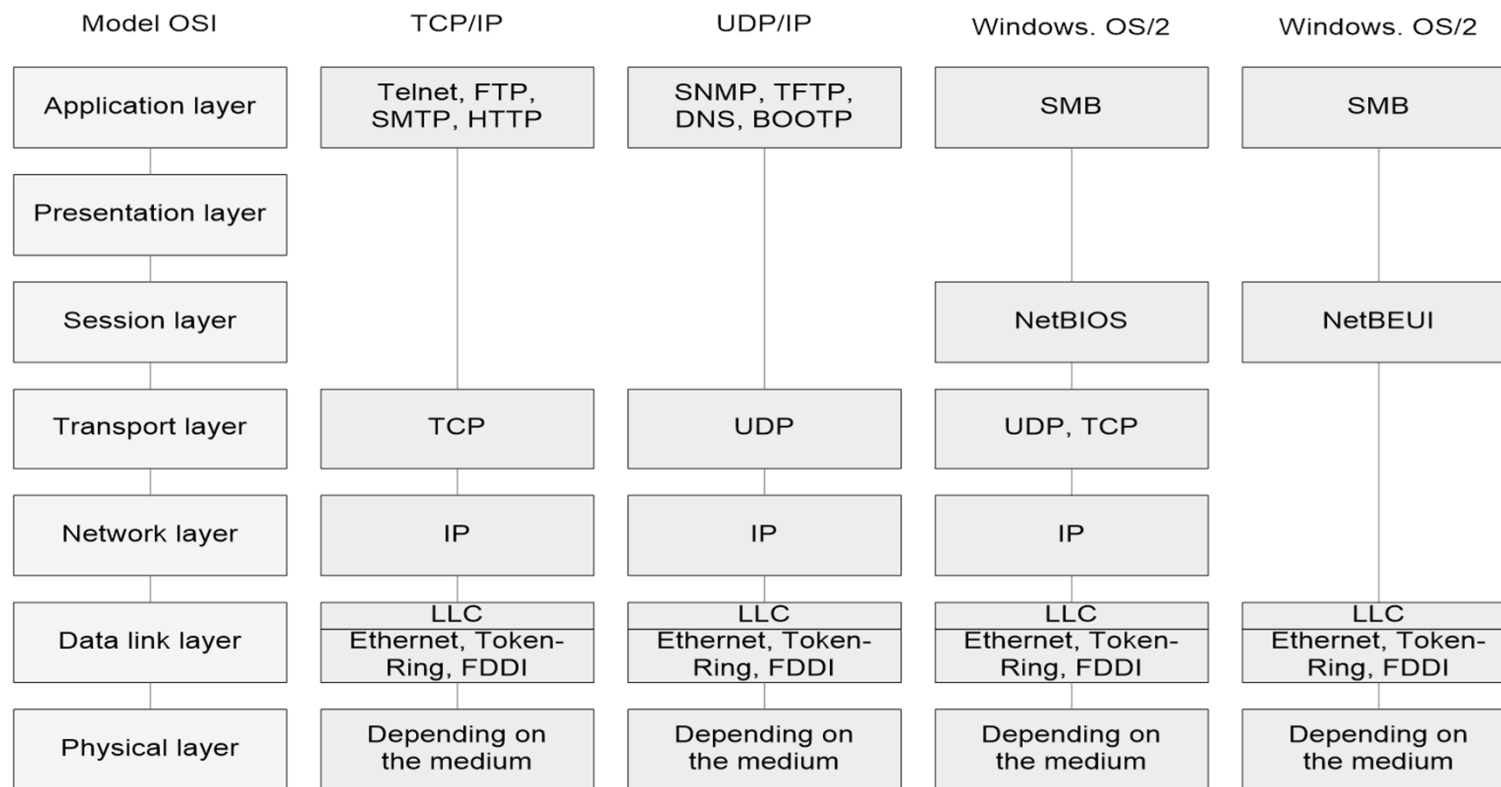 Model OSI
TCP/IP
UDP/IP
Windows. OS/2
Windows. OS/2
Application layer
Telnet, FTP,
SMTP, HTTP
SNMP, TFTP,
DNS, BOOTP
SMB
SMB
Presentation layer
Session layer
NetBIOS
NetBEUI
Transport layer
TCP
UDP
UDP, TCP
Network layer
IP
IP
IP
Data link layer
LLC
Ethernet, Token-
Ring, FDDI
LLC
Ethernet, Token-
Ring, FDDI
LLC
Ethernet, Token-
Ring, FDDI
LLC
Ethernet, Token-
Ring, FDDI
Physical layer
Depending on
the medium
Depending on
the medium
Depending on
the medium
Depending on
the medium